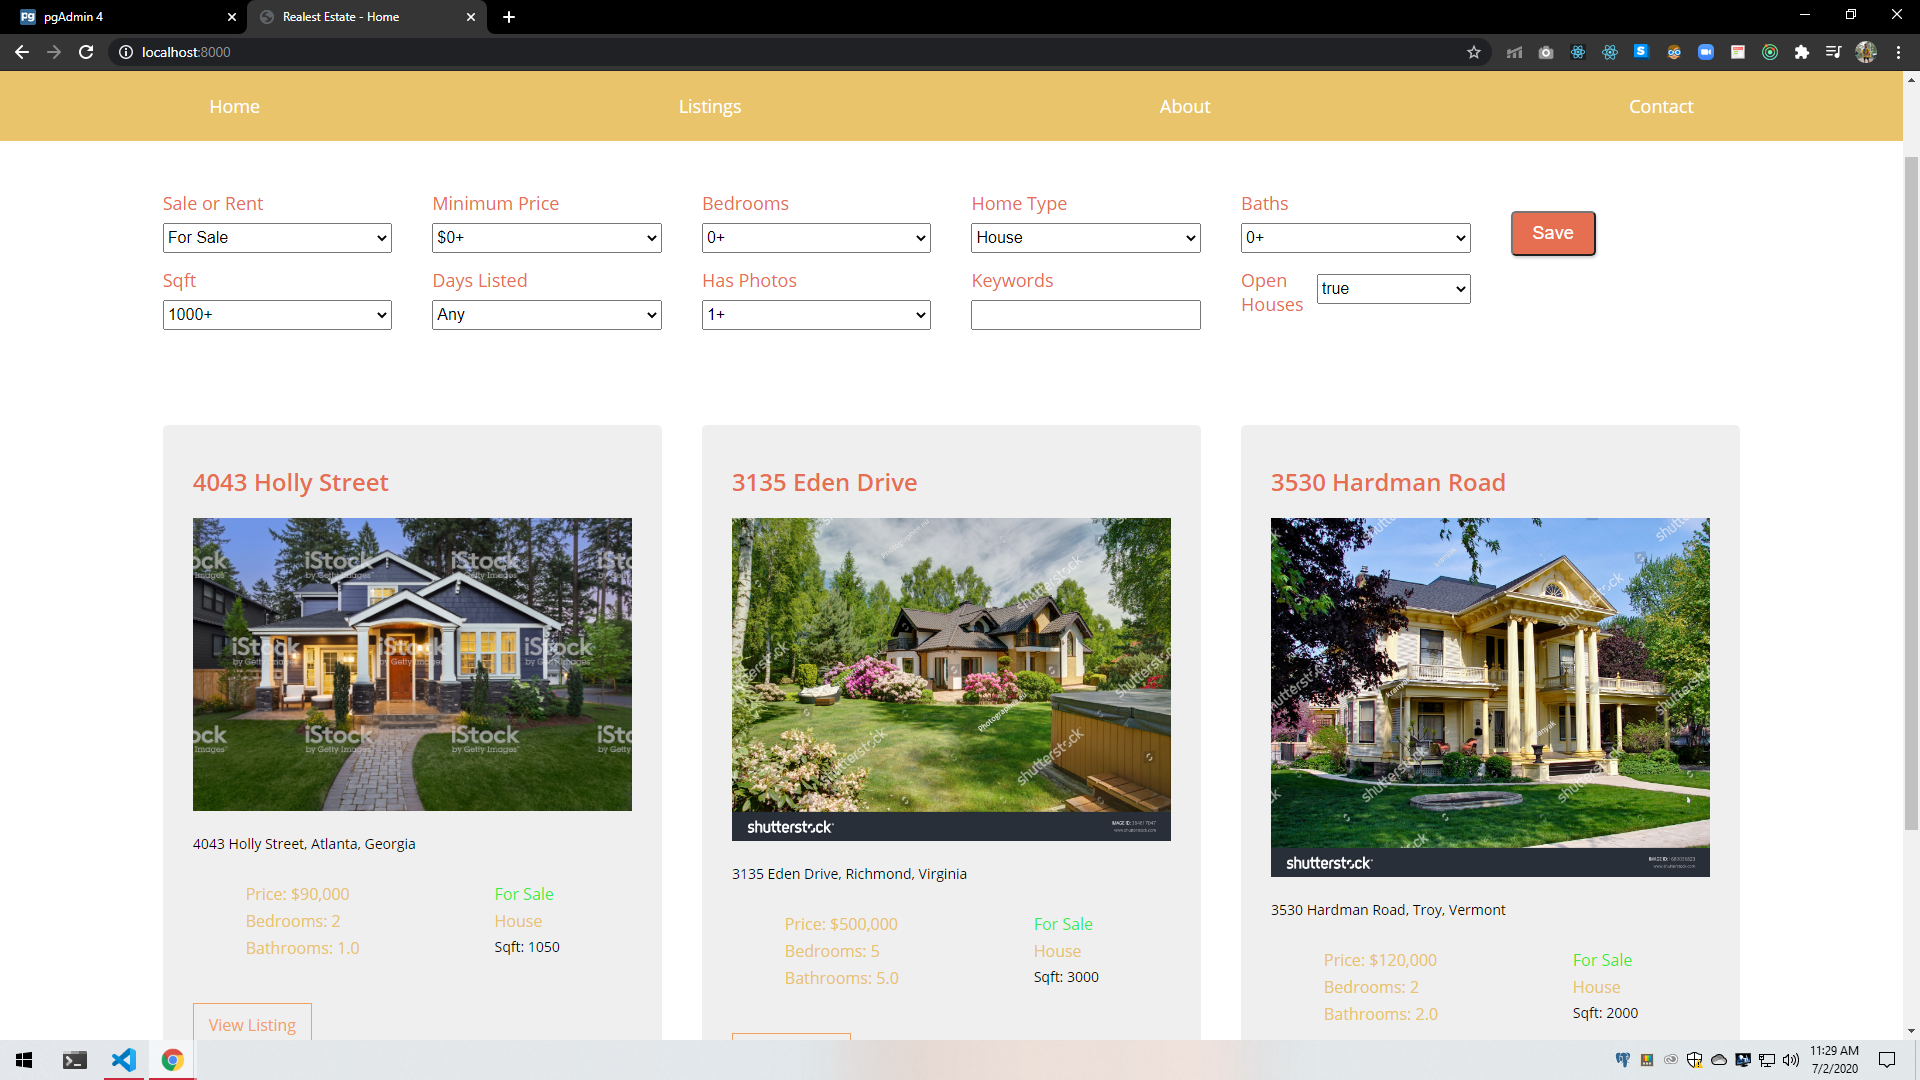 pgAdmin 4
Realest Estate - Home
localhost:8000
Home Listings About Contact
Sale or Rent Minimum Price Bedrooms Home Type Baths
For Sale $0+ 0+ House 0+ Save
Sqft Days Listed Has Photos Keywords Open Houses
1000+ Any 1+ true
4043 Holly Street
iStock
by Getty Images
4043 Holly Street, Atlanta, Georgia
Price: $90,000 For Sale
Bedrooms: 2 House
Bathrooms: 1.0 Sqft: 1050
View Listing
3135 Eden Drive
shutterstock
3135 Eden Drive, Richmond, Virginia
Price: $500,000 For Sale
Bedrooms: 5 House
Bathrooms: 5.0 Sqft: 3000
3530 Hardman Road
shutterstock
3530 Hardman Road, Troy, Vermont
Price: $120,000 For Sale
Bedrooms: 2 House
Bathrooms: 2.0 Sqft: 2000
11:29 AM
7/2/2020